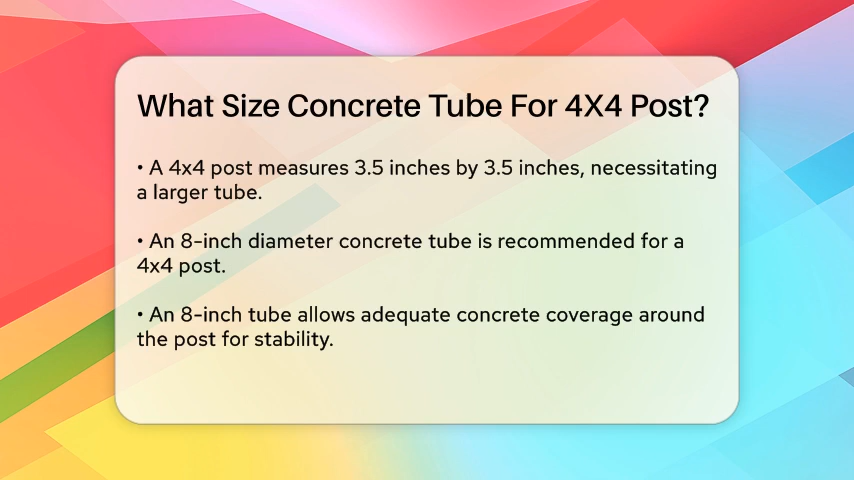 What Size Concrete Tube For 4X4 Post?
• A 4x4 post measures 3.5 inches by 3.5 inches, necessitating
a larger tube.
• An 8-inch diameter concrete tube is recommended for a
4x4 post.
• An 8-inch tube allows adequate concrete coverage around
the post for stability.